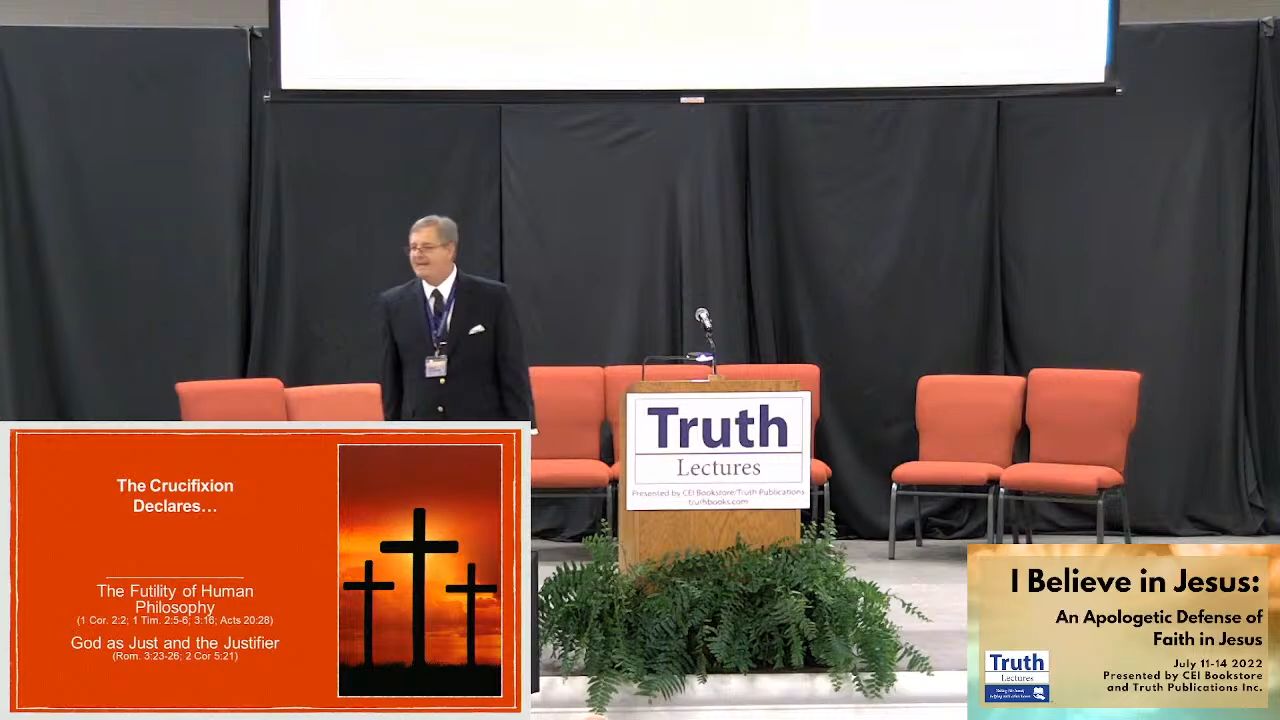 Truth
Lectures
Presented by CEI Bookstore/Truth Publications
truthbooks.com
The Crucifixion
Declares…
The Futility of Human
Philosophy
(1 Cor. 2:2; 1 Tim. 2:5-6; 3:16; Acts 20:28)
God as Just and the Justifier
(Rom. 3:23-26; 2 Cor 5:21)
I Believe in Jesus:
An Apologetic Defense of
Faith in Jesus
July 11-14 2022
Presented by CEI Bookstore
and Truth Publications Inc.
Truth
Lectures